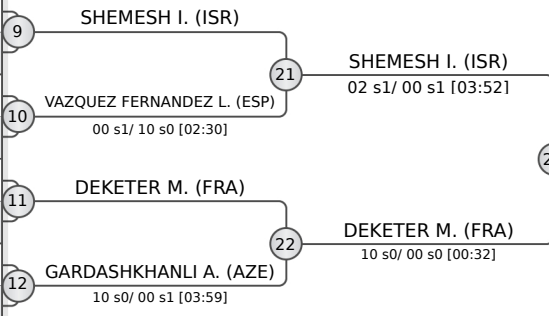 9
SHEMESH I. (ISR)
21
SHEMESH I. (ISR)
02 s1/ 00 s1 [03:52]
10
VAZQUEZ FERNANDEZ L. (ESP)
00 s1/ 10 s0 [02:30]
11
DEKETER M. (FRA)
22
DEKETER M. (FRA)
10 s0/ 00 s0 [00:32]
12
GARDASHKHANLI A. (AZE)
10 s0/ 00 s1 [03:59]